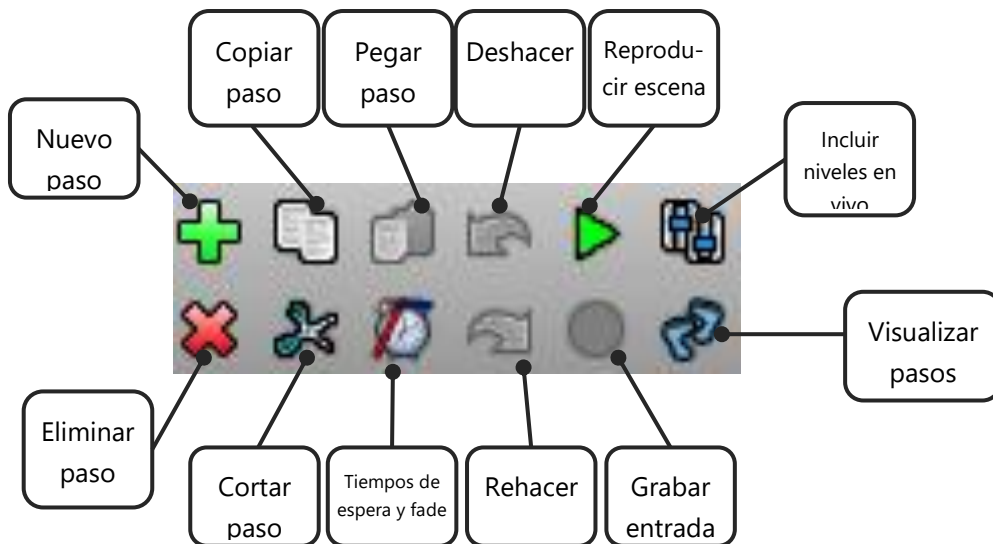 Copiar
paso
Pegar
paso
Deshacer
Reprodu-
cir escena
Nuevo
paso
Incluir
niveles en
vivo
Visualizar
pasos
Eliminar
paso
Cortar
paso
Tiempos de
espera y fade
Rehacer
Grabar
entrada